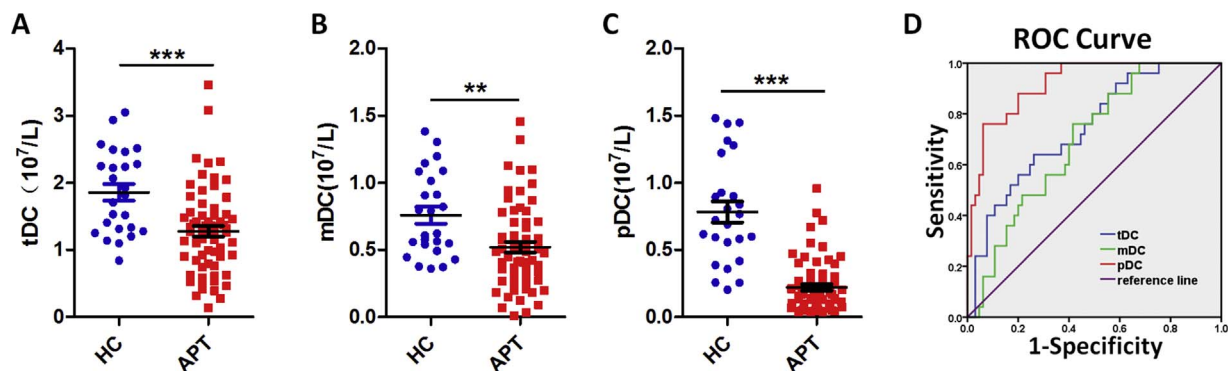 A
tDC（10⁷/L)
4
3
2
1
0
***
HC
APT
B
mDC(10⁷/L)
2.0
1.5
1.0
0.5
0.0
**
HC
APT
C
pDC(10⁷/L)
2.0
1.5
1.0
0.5
0.0
***
HC
APT
D
ROC Curve
Sensitivity
1.0
0.8
0.6
0.4
0.2
0.0
tDC
mDC
pDC
reference line
0.0 0.2 0.4 0.6 0.8 1.0
1-Specificity